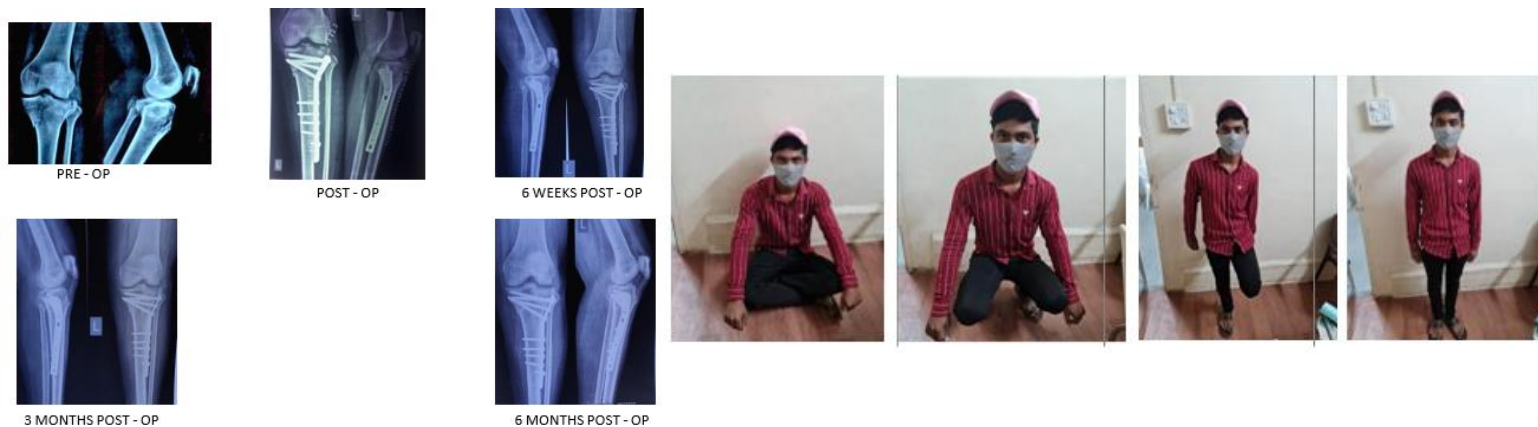 PRE - OP
POST - OP
6 WEEKS POST - OP
3 MONTHS POST - OP
6 MONTHS POST - OP
L
L
L
L